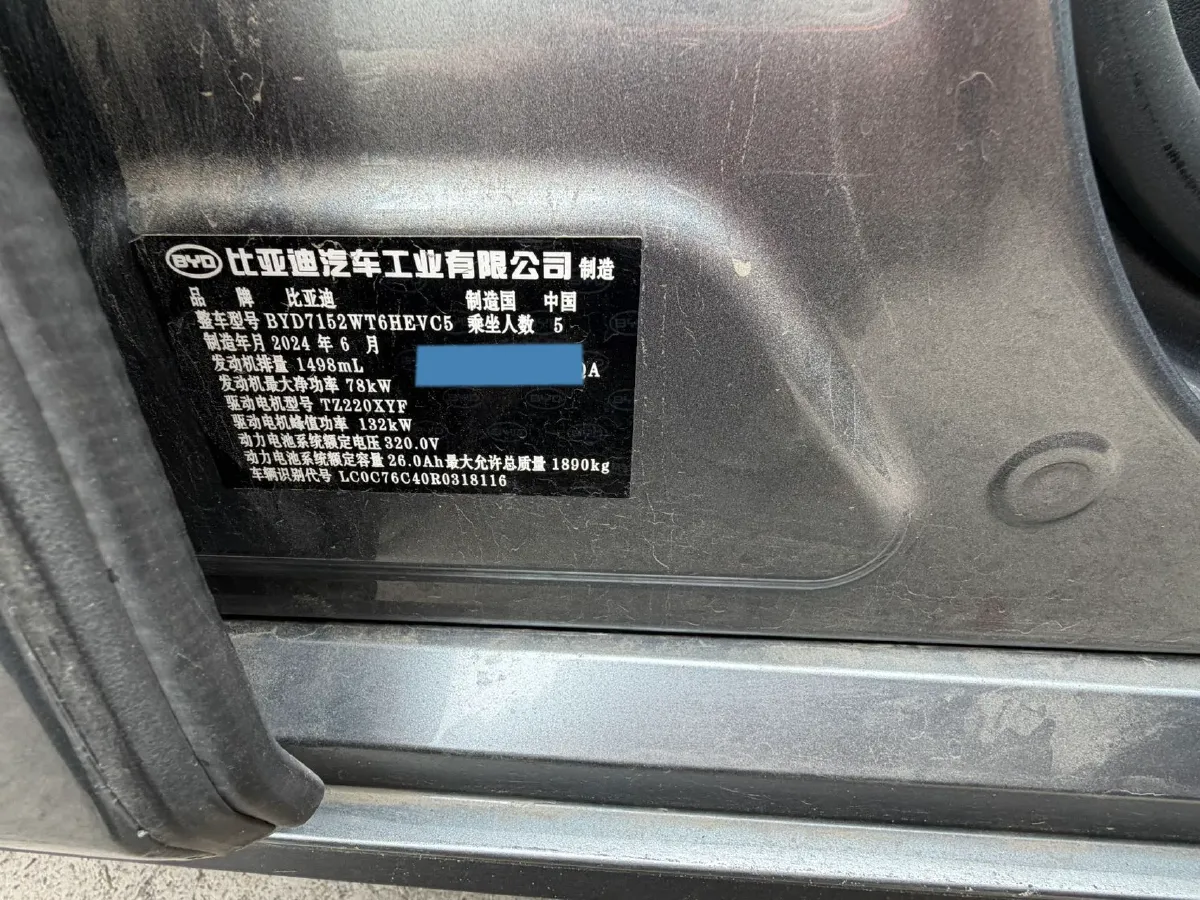 BYD 比亚迪汽车工业有限公司 制造
品 牌 比亚迪 制造国 中国
整车型号 BYD7152WT6HEVC5 乘坐人数 5
制造年月 2024 年 6 月
发动机排量 1498mL
A
发动机最大净功率 78kW
驱动电机型号 TZ220XYF
驱动电机峰值功率 132kW
动力电池系统额定电压 320.0V
动力电池系统额定容量 26.0Ah 最大允许总质量 1890kg
车辆识别代号 LC0C76C40R0318116